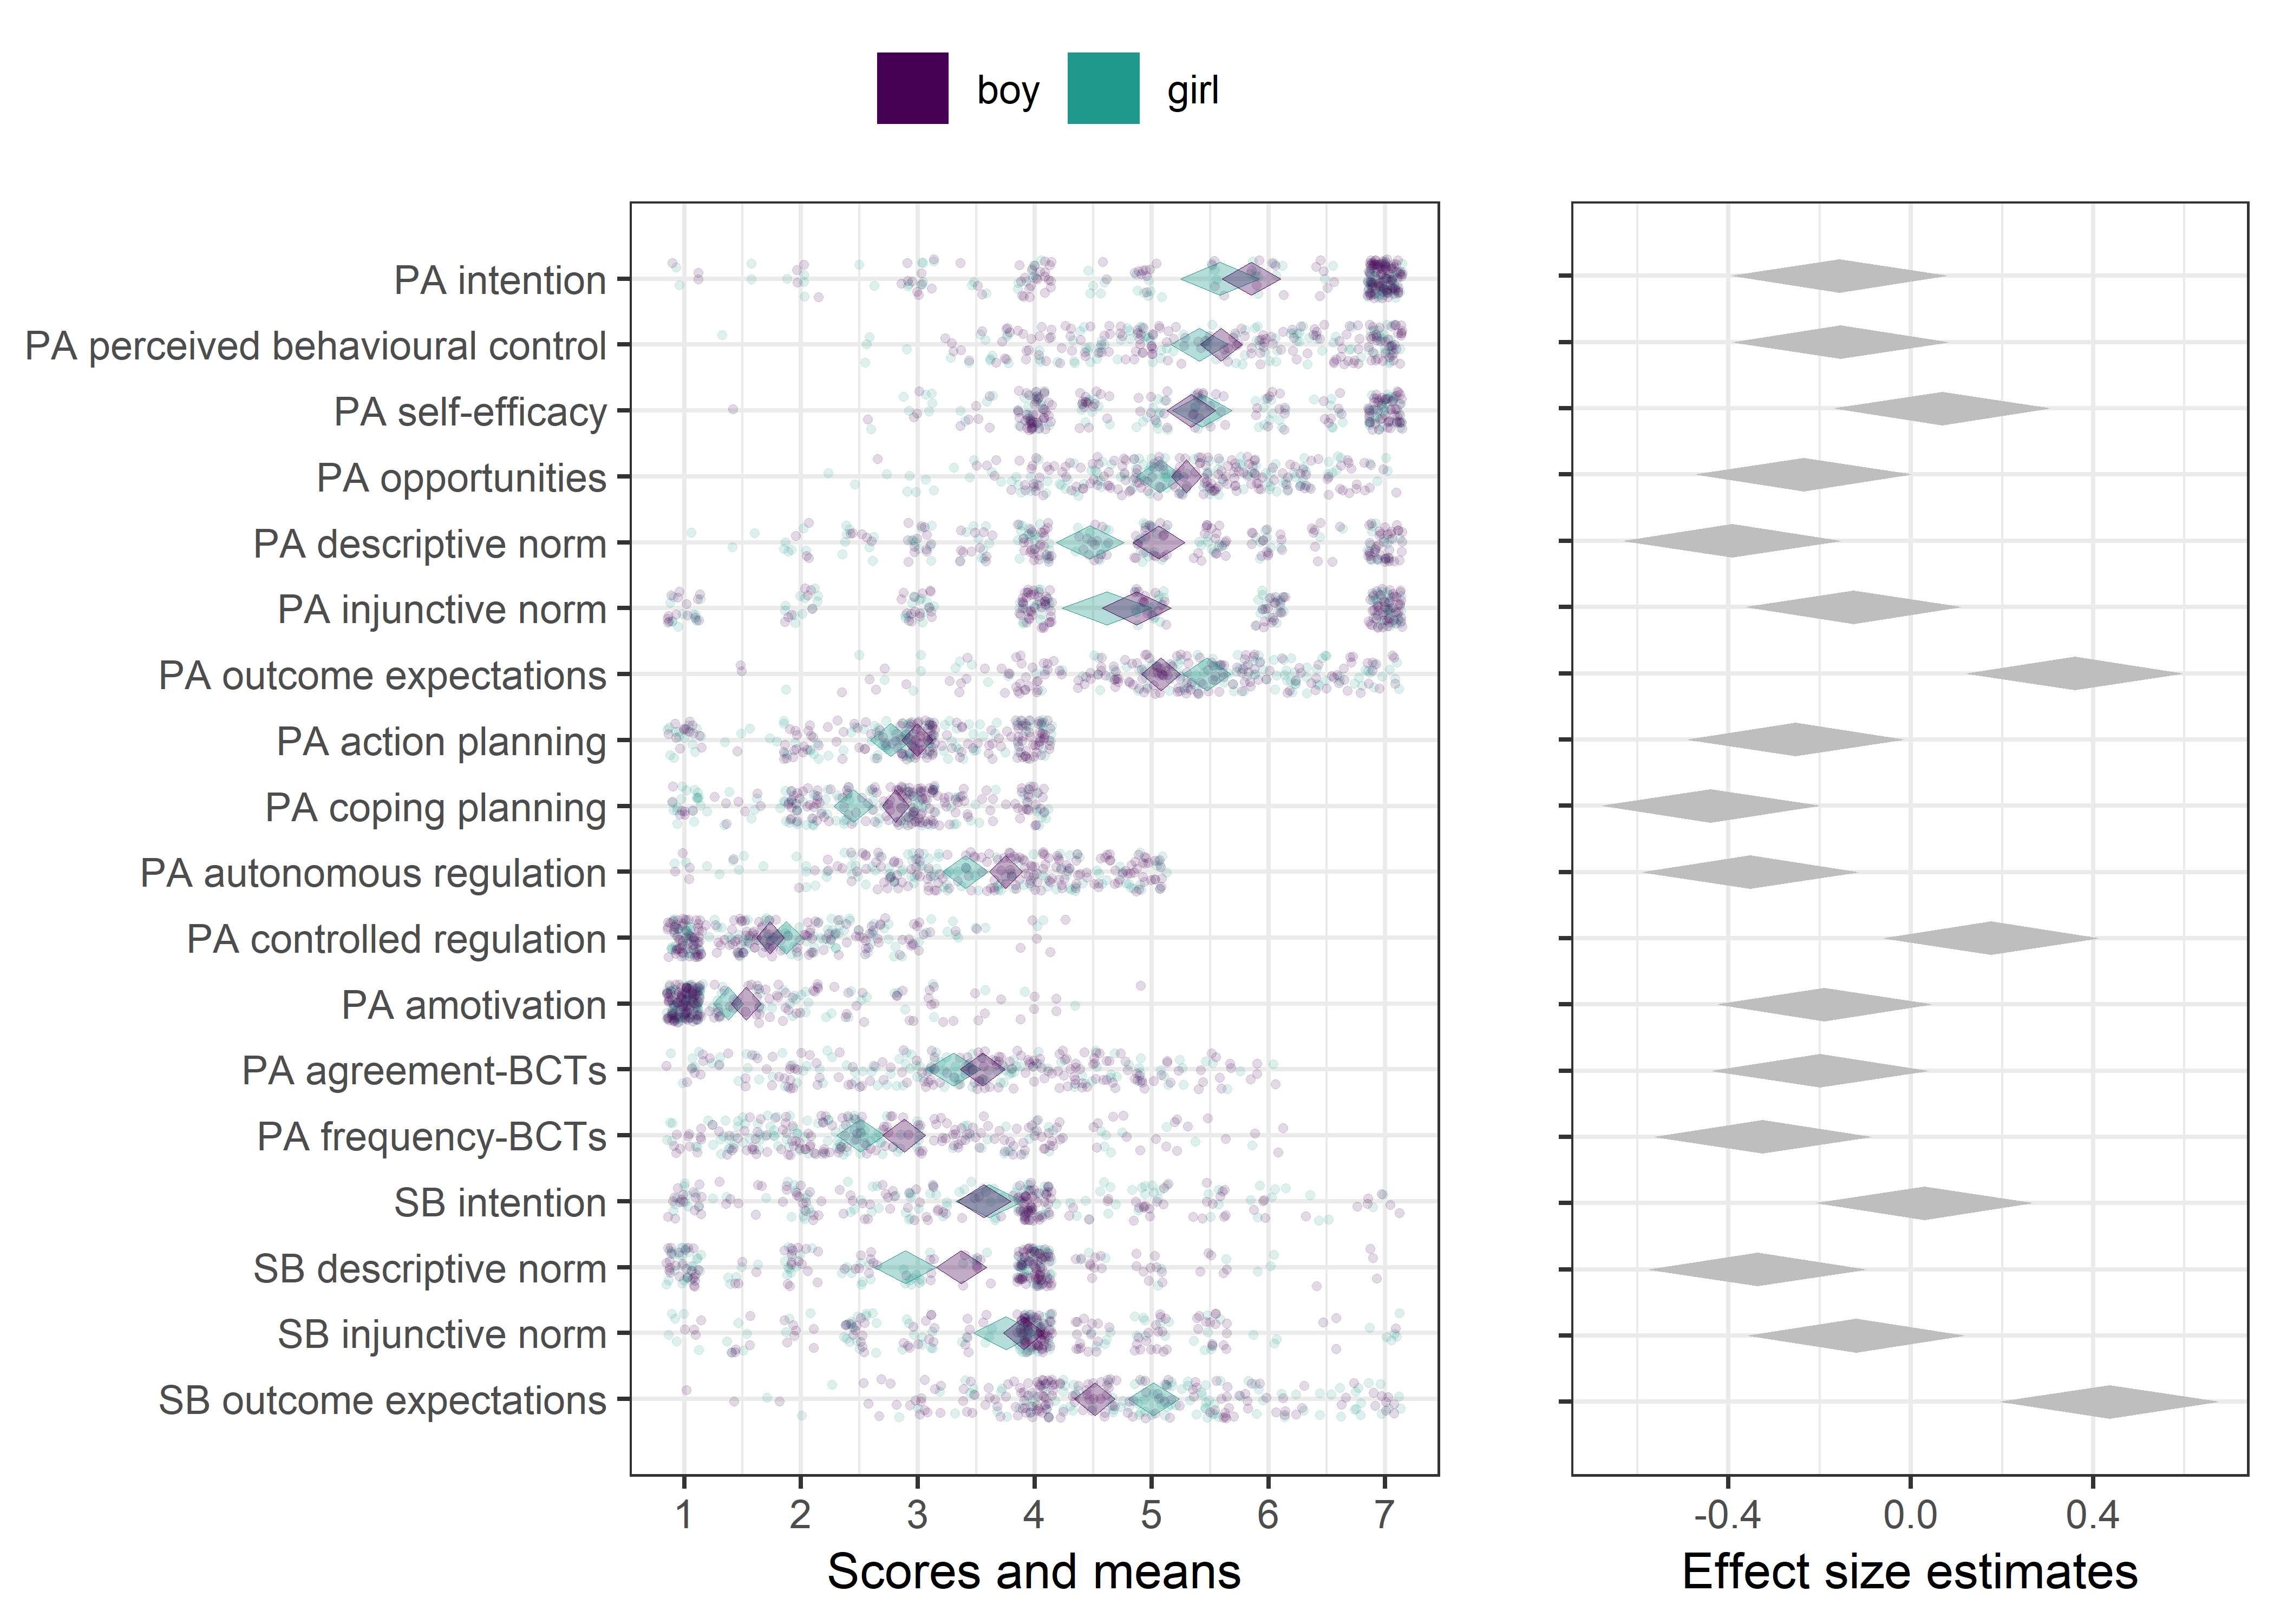 boy girl
PA intention
PA perceived behavioural control
PA self-efficacy
PA opportunities
PA descriptive norm
PA injunctive norm
PA outcome expectations
PA action planning
PA coping planning
PA autonomous regulation
PA controlled regulation
PA amotivation
PA agreement-BCTs
PA frequency-BCTs
SB intention
SB descriptive norm
SB injunctive norm
SB outcome expectations
1 2 3 4 5 6 7
Scores and means
-0.4 0.0 0.4
Effect size estimates